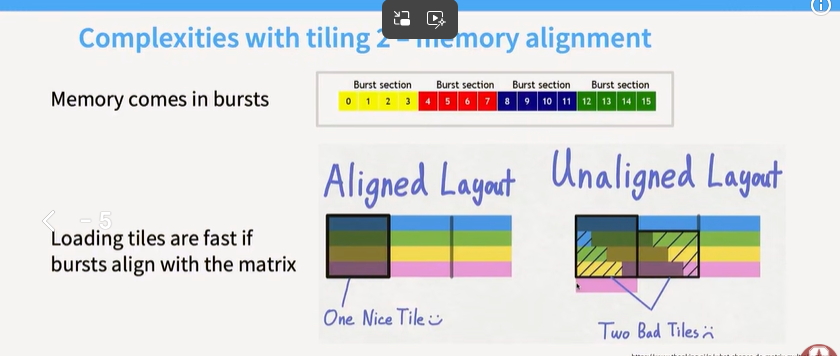 Complexities with tiling 2 – memory alignment
Memory comes in bursts
Burst section Burst section Burst section Burst section
0 1 2 3 4 5 6 7 8 9 10 11 12 13 14 15
Aligned Layout
Unaligned Layout
- 5
Loading tiles are fast if
bursts align with the matrix
One Nice Tile
Two Bad Tiles